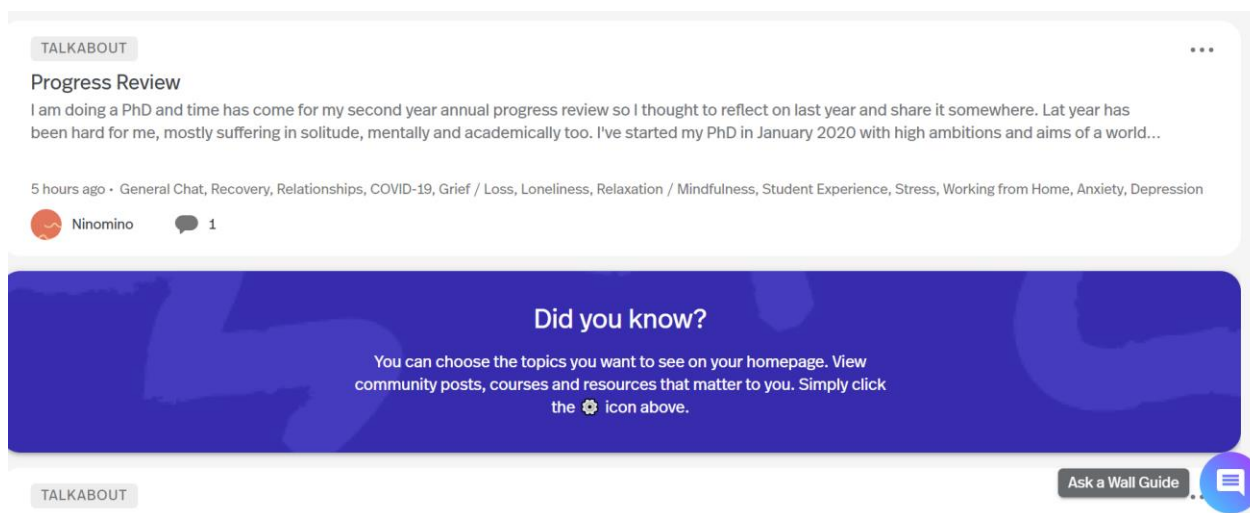 TALKABOUT
Progress Review
I am doing a PhD and time has come for my second year annual progress review so I thought to reflect on last year and share it somewhere. Lat year has
been hard for me, mostly suffering in solitude, mentally and academically too. I've started my PhD in January 2020 with high ambitions and aims of a world...
5 hours ago • General Chat, Recovery, Relationships, COVID-19, Grief / Loss, Loneliness, Relaxation / Mindfulness, Student Experience, Stress, Working from Home, Anxiety, Depression
Ninomino 1
Did you know?
You can choose the topics you want to see on your homepage. View
community posts, courses and resources that matter to you. Simply click
the icon above.
Ask a Wall Guide
TALKABOUT